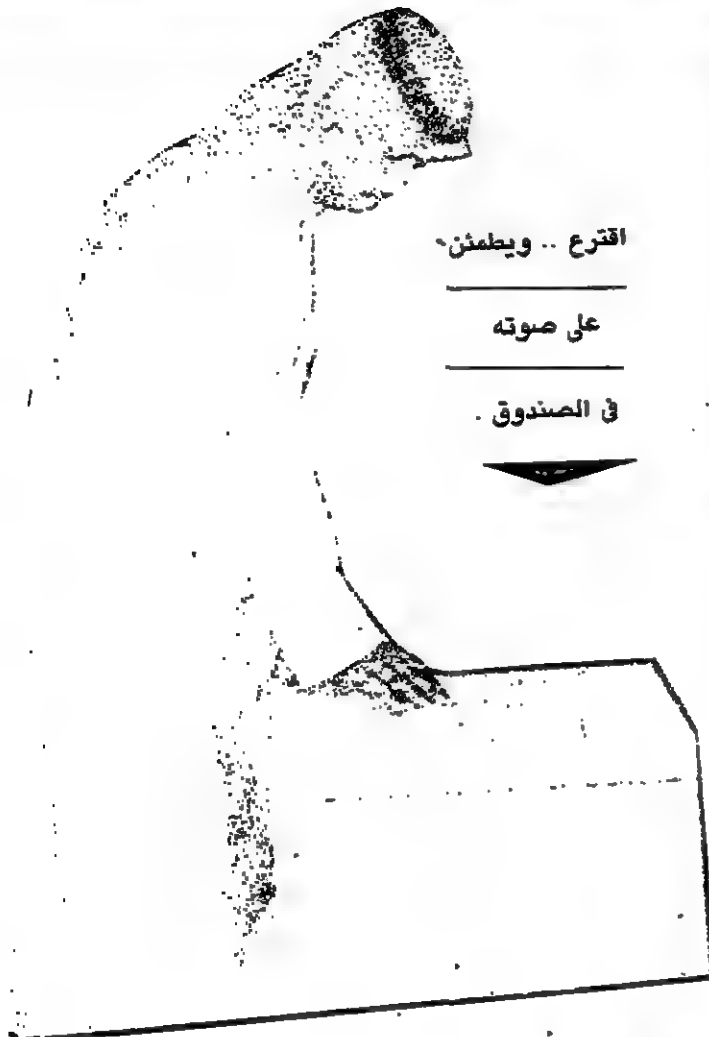 اقترع .. ويطمئن
على صوته
في الصندوق .